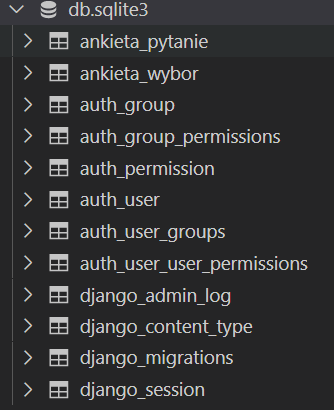 db.sqlite3
ankieta_pytanie
ankieta_wybor
auth_group
auth_group_permissions
auth_permission
auth_user
auth_user_groups
auth_user_user_permissions
django_admin_log
django_content_type
django_migrations
django_session